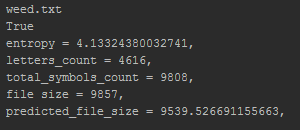 weed.txt
True
entropy = 4.13324380032741,
letters_count = 4616,
total_symbols_count = 9808,
file size = 9857,
predicted_file_size = 9539.526691155663,